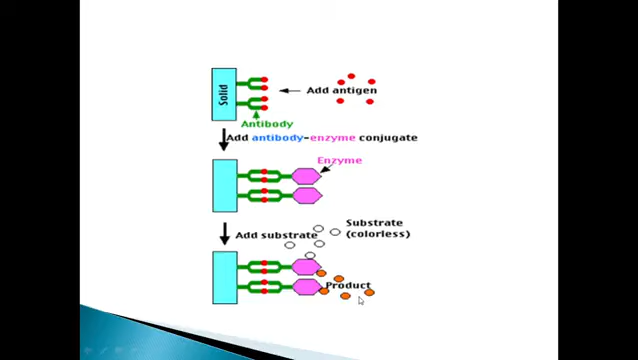 Solid
Add antigen
Antibody
Add antibody-enzyme conjugate
Enzyme
Substrate
(colorless)
Add substrate
Product